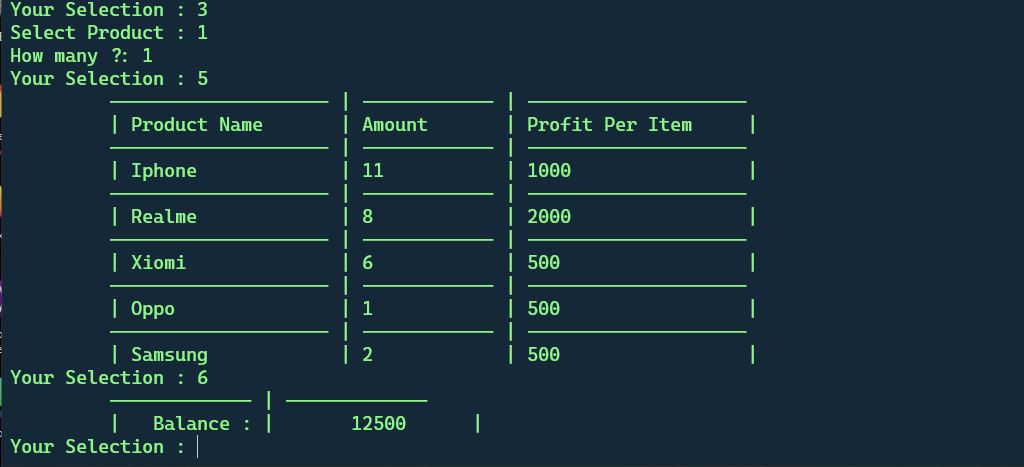 Your Selection : 3
Select Product : 1
How many ?: 1
Your Selection : 5
| Product Name | Amount | Profit Per Item |
| Iphone | 11 | 1000 |
| Realme | 8 | 2000 |
| Xiomi | 6 | 500 |
| Oppo | 1 | 500 |
| Samsung | 2 | 500 |
Your Selection : 6
| Balance : | 12500 |
Your Selection :